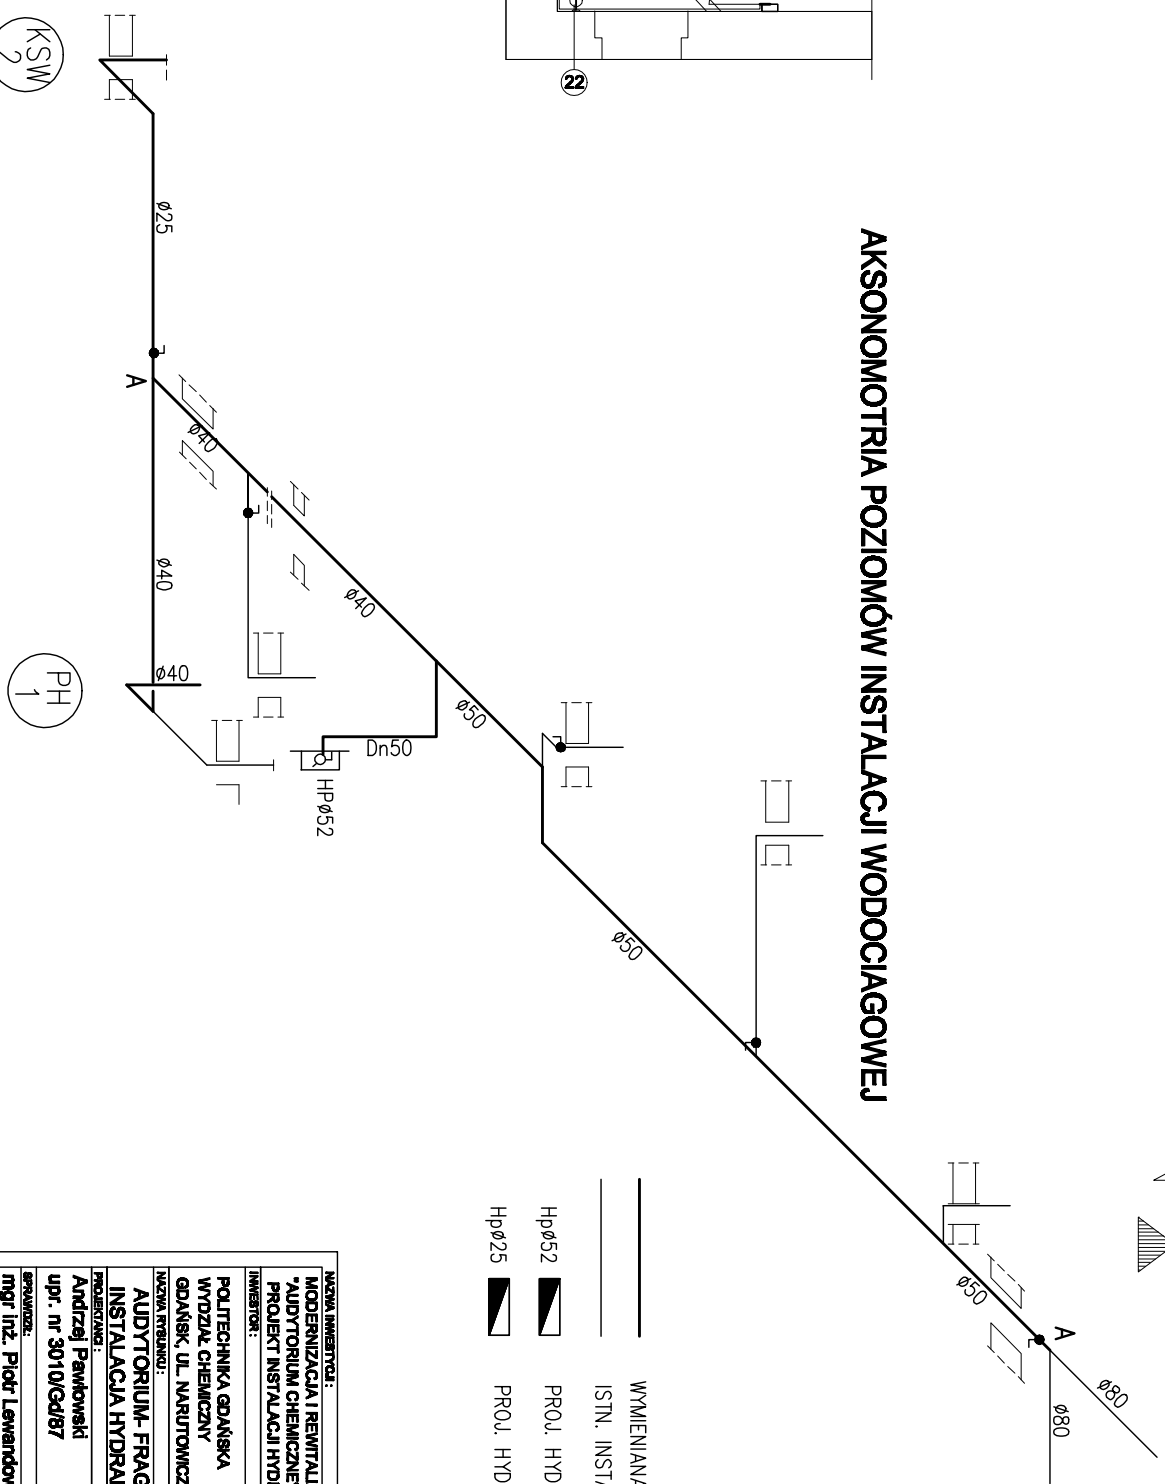 22
KSW
2
AKSONOMOTRIA POZIOMÓW INSTALACJI WODOCIAGOWEJ
ø25
A
ø40
ø40
ø40
ø40
PH
1
ø50
Dn50
HPø52
ø50
ø50
A
ø80
ø80
WYMIENIANA
ISTN. INSTA
Hpø52 PROJ. HYD
Hpø25 PROJ. HYD
NAZWA INWESTYCJI :
MODERNIZACJA I REWITALI
"AUDYTORIUM CHEMICZNE
PROJEKT INSTALACJI HYD
INWESTOR :
POLITECHNIKA GDAŃSKA
WYDZIAŁ CHEMICZNY
GDAŃSK, UL. NARUTOWICZ
NAZWA RYSUNKU :
AUDYTORIUM- FRAG
INSTALACJA HYDRA
PROJEKTANCI :
Andrzej Pawłowski
upr. nr 3010/Gd/87
SPRAWDZIŁ:
mgr inż. Piotr Lewandow